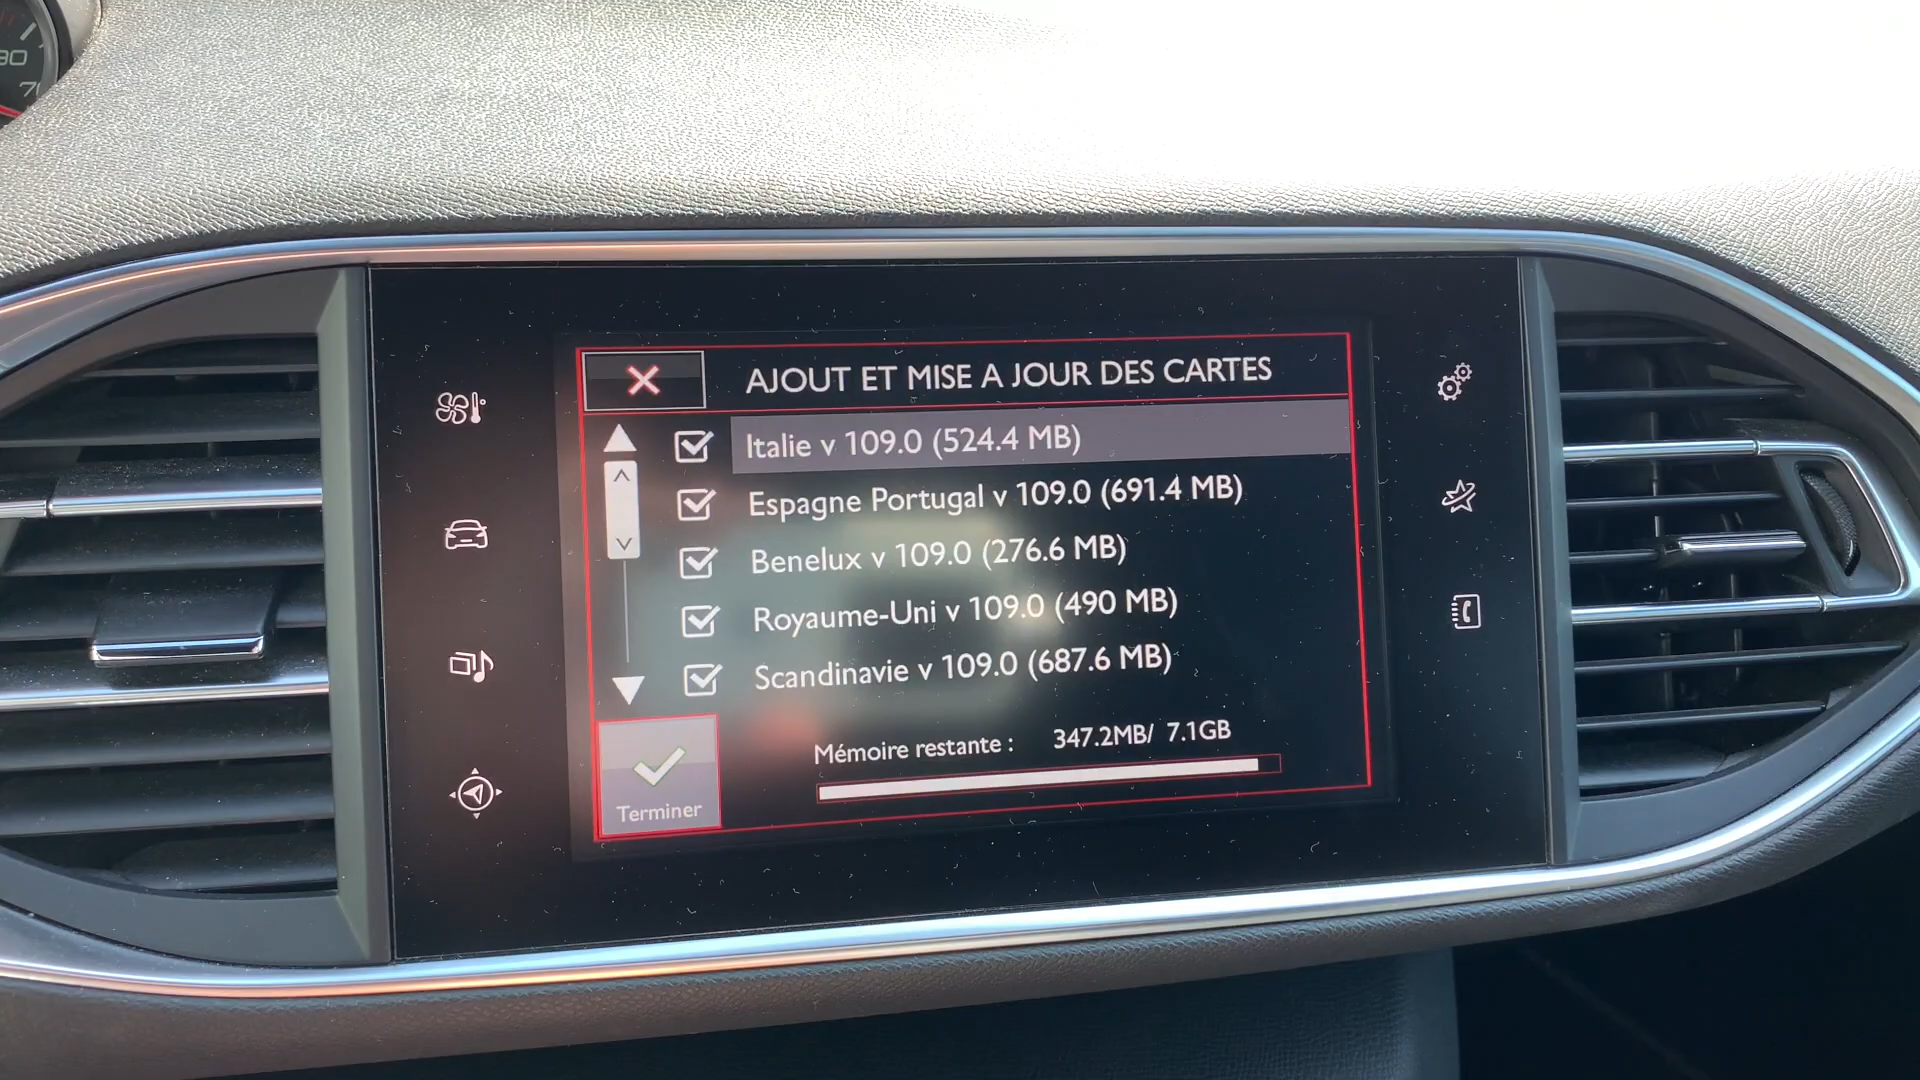 AJOUT ET MISE A JOUR DES CARTES
Italie v 109.0 (524.4 MB)
Espagne Portugal v 109.0 (691.4 MB)
Benelux v 109.0 (276.6 MB)
Royaume-Uni v 109.0 (490 MB)
Scandinavie v 109.0 (687.6 MB)
Mémoire restante : 347.2MB/ 7.1GB
Terminer